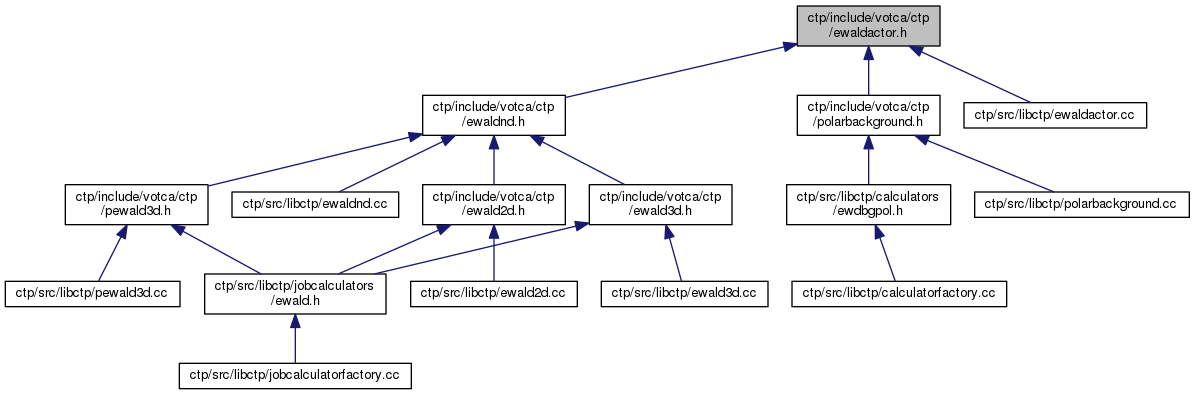 ctp/include/votca/ctp
/ewaldactor.h
ctp/include/votca/ctp
/ewaldnd.h
ctp/include/votca/ctp
/polarbackground.h
ctp/src/libctp/ewaldactor.cc
ctp/include/votca/ctp
/pewald3d.h
ctp/src/libctp/ewaldnd.cc
ctp/include/votca/ctp
/ewald2d.h
ctp/include/votca/ctp
/ewald3d.h
ctp/src/libctp/calculators
/ewdbgpol.h
ctp/src/libctp/polarbackground.cc
ctp/src/libctp/pewald3d.cc
ctp/src/libctp/jobcalculators
/ewald.h
ctp/src/libctp/ewald2d.cc
ctp/src/libctp/ewald3d.cc
ctp/src/libctp/calculatorfactory.cc
ctp/src/libctp/jobcalculatorfactory.cc